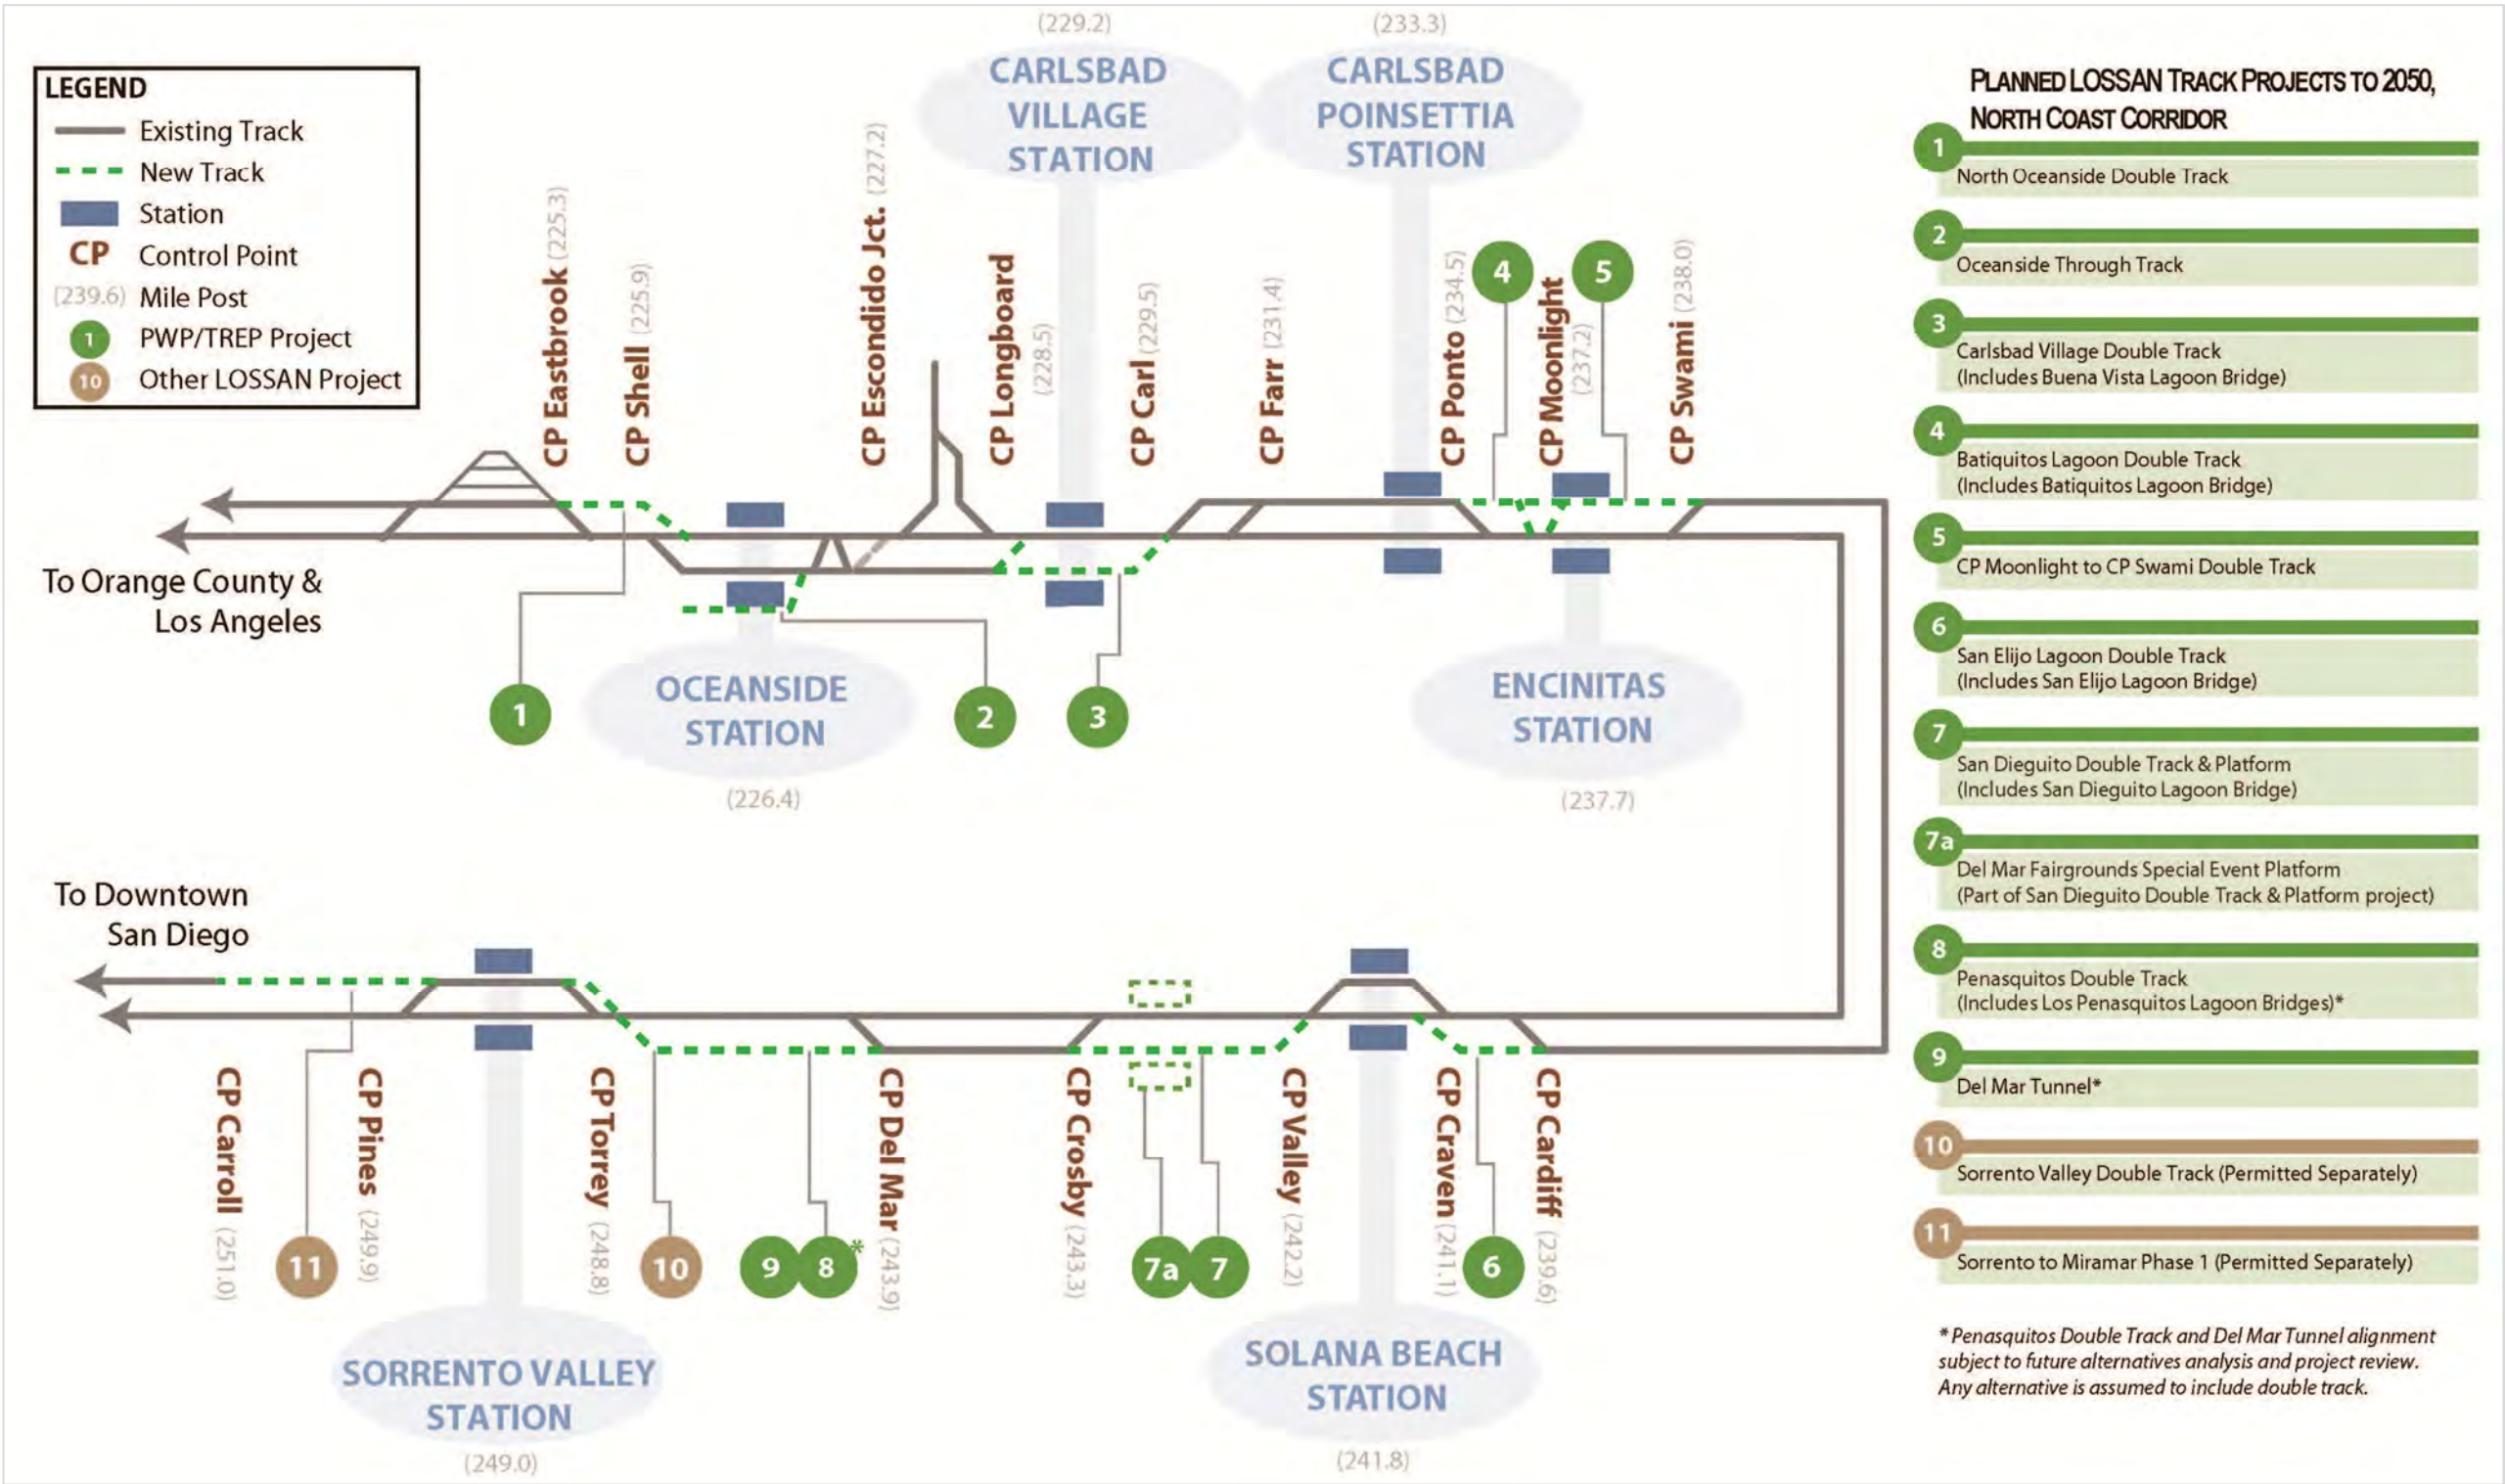 LEGEND
Existing Track
New Track
Station
CP Control Point
(239.6) Mile Post
1 PWP/TREP Project
10 Other LOSSAN Project
(229.2)
CARLSBAD
VILLAGE
STATION
(233.3)
CARLSBAD
POINSETTIA
STATION
CP Eastbrook (225.3)
CP Shell (225.9)
CP Escondido Jct. (227.2)
CP Longboard
(228.5)
CP Carl (229.5)
CP Farr (231.4)
CP Ponto (234.5)
4
CP Moonlight
(237.2)
5
CP Swami (238.0)
To Orange County &
Los Angeles
1
OCEANSIDE
STATION
(226.4)
2
3
ENCINITAS
STATION
(237.7)
To Downtown
San Diego
CP Carroll (251.0)
11
CP Pines (249.9)
CP Torrey (248.8)
10
9
8
*
CP Del Mar (243.9)
CP Crosby (243.3)
7a
7
CP Valley (242.2)
CP Craven (241.1)
6
CP Cardiff (239.6)
SORRENTO VALLEY
STATION
(249.0)
SOLANA BEACH
STATION
(241.8)
PLANNED LOSSAN TRACK PROJECTS TO 2050,
NORTH COAST CORRIDOR
1
North Oceanside Double Track
2
Oceanside Through Track
3
Carlsbad Village Double Track
(Includes Buena Vista Lagoon Bridge)
4
Batiquitos Lagoon Double Track
(Includes Batiquitos Lagoon Bridge)
5
CP Moonlight to CP Swami Double Track
6
San Elijo Lagoon Double Track
(Includes San Elijo Lagoon Bridge)
7
San Dieguito Double Track & Platform
(Includes San Dieguito Lagoon Bridge)
7a
Del Mar Fairgrounds Special Event Platform
(Part of San Dieguito Double Track & Platform project)
8
Penasquitos Double Track
(Includes Los Penasquitos Lagoon Bridges)*
9
Del Mar Tunnel*
10
Sorrento Valley Double Track (Permitted Separately)
11
Sorrento to Miramar Phase 1 (Permitted Separately)
* Penasquitos Double Track and Del Mar Tunnel alignment
subject to future alternatives analysis and project review.
Any alternative is assumed to include double track.